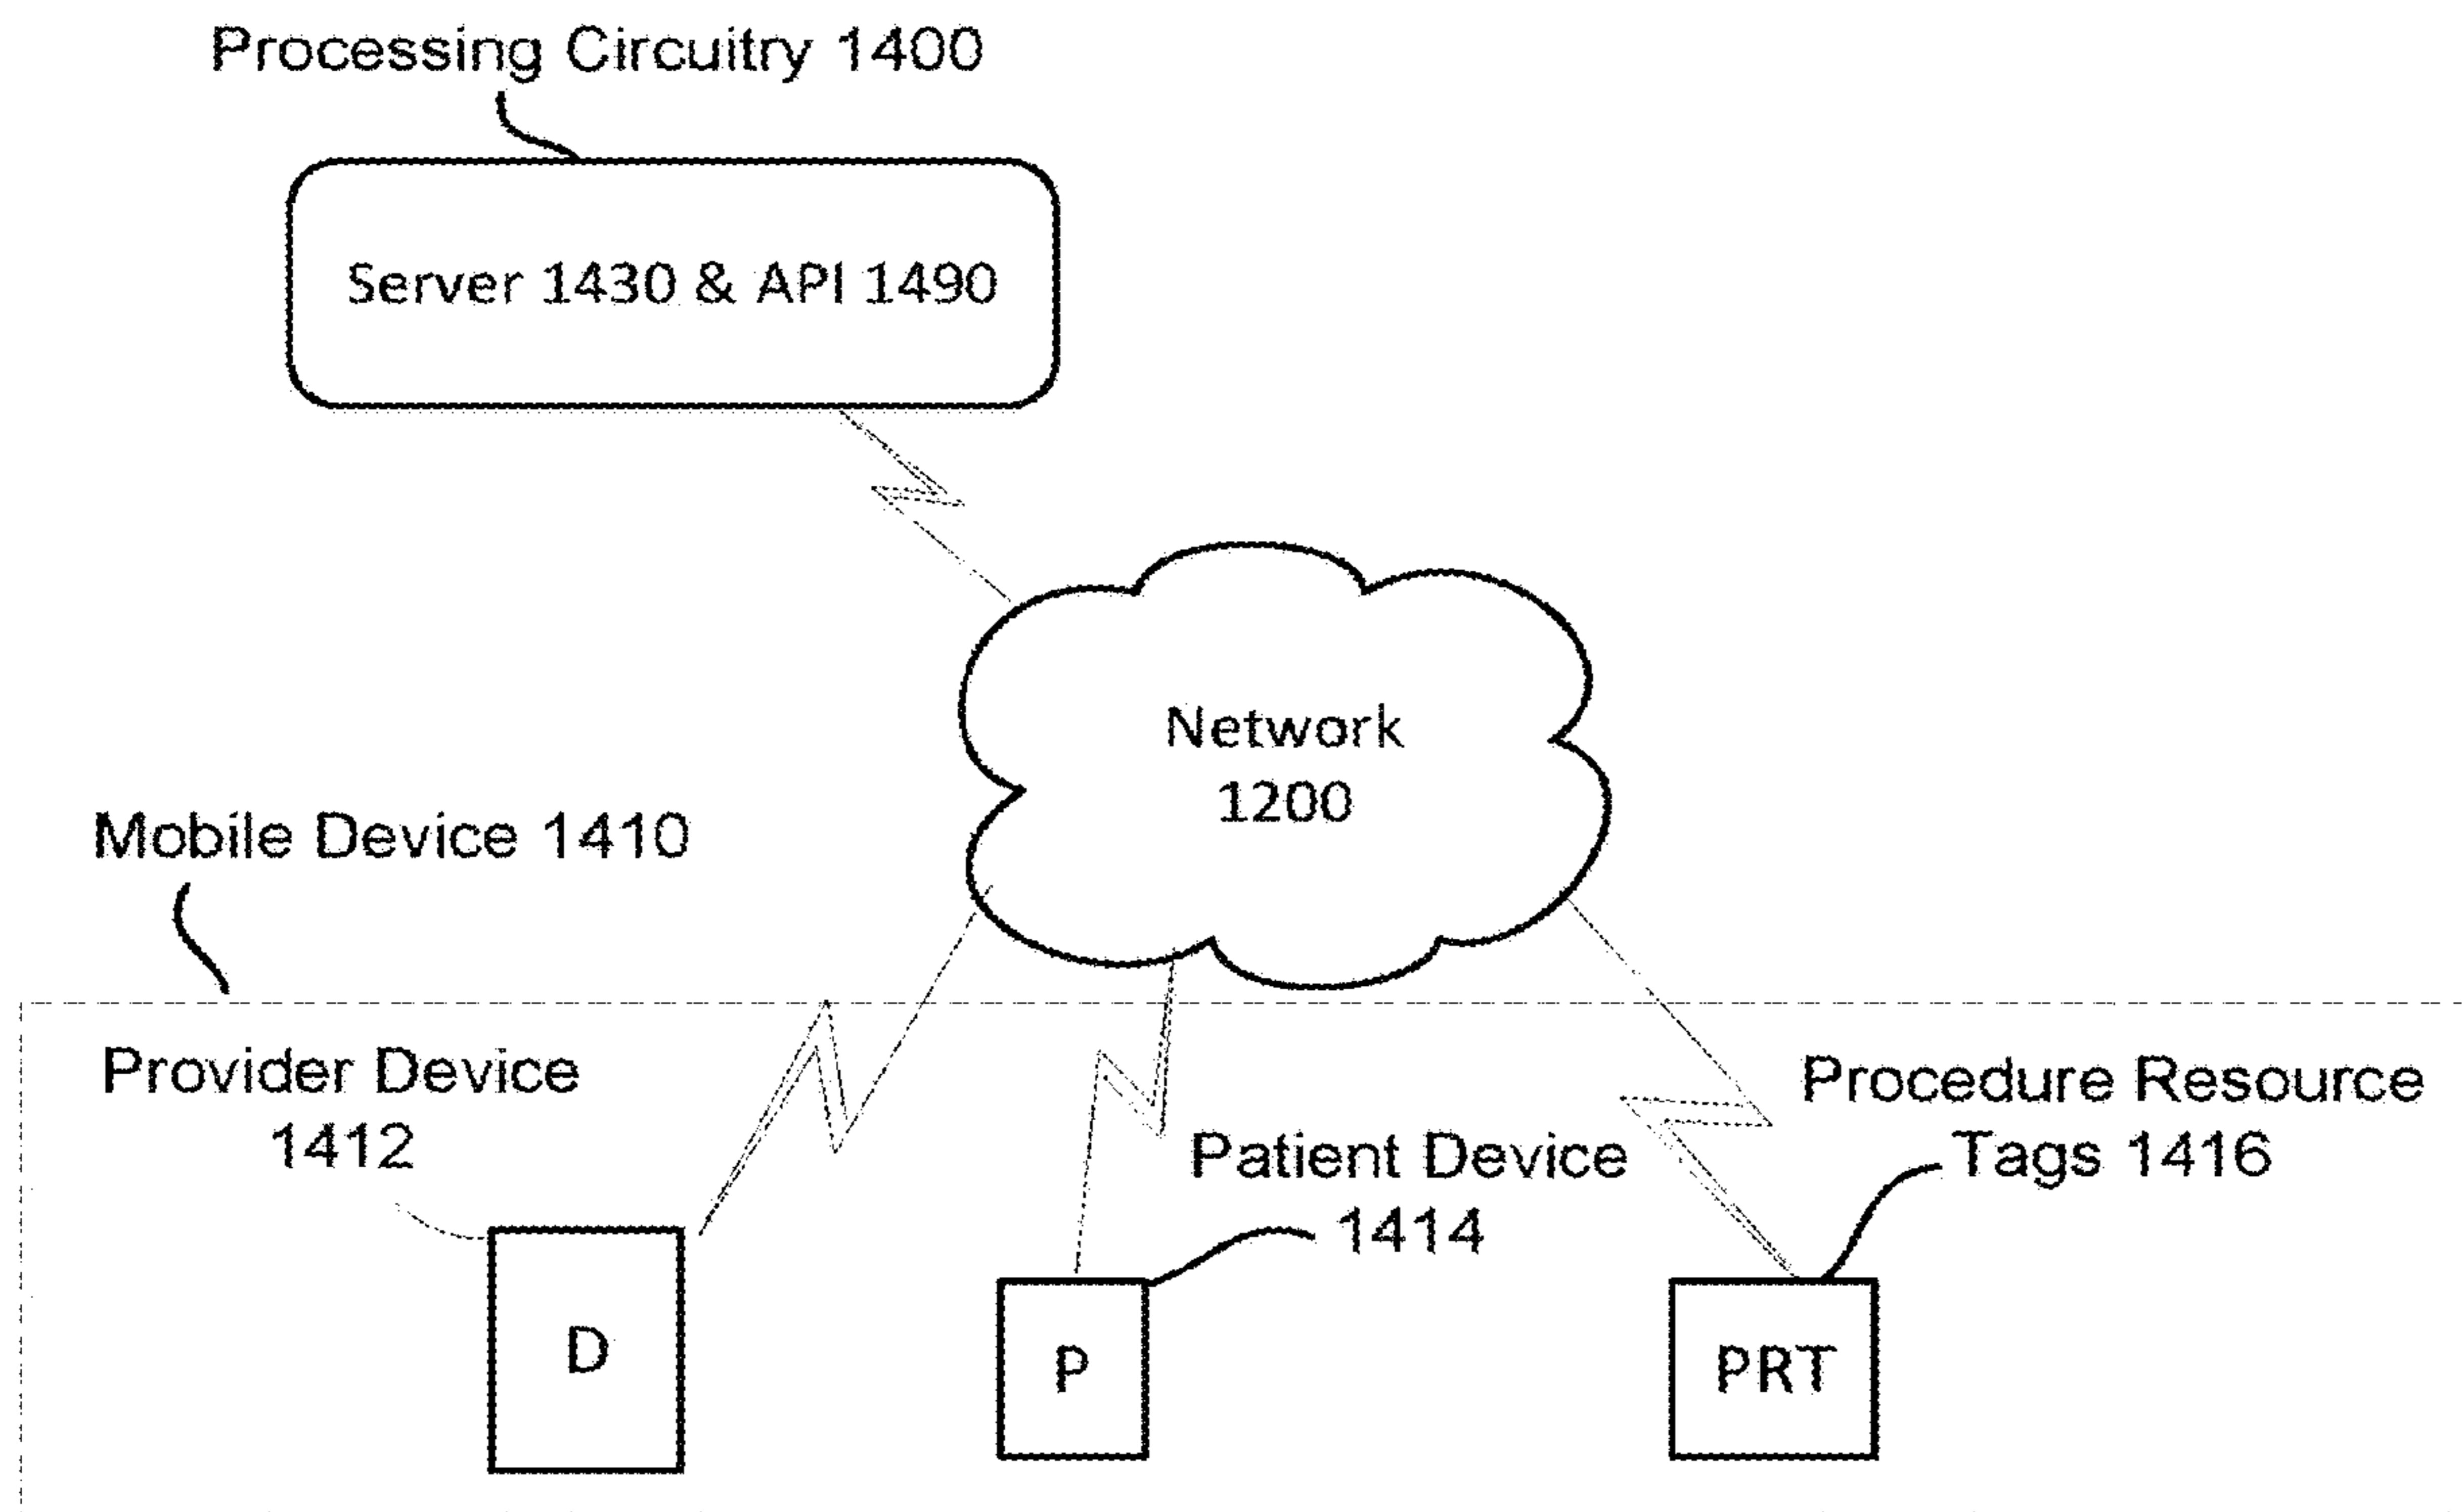 Processing Circuitry 1400
Server 1430 & API 1490
Network
1200
Mobile Device 1410
Provider Device
1412
Patient Device
1414
Procedure Resource
Tags 1416
D
P
PRT